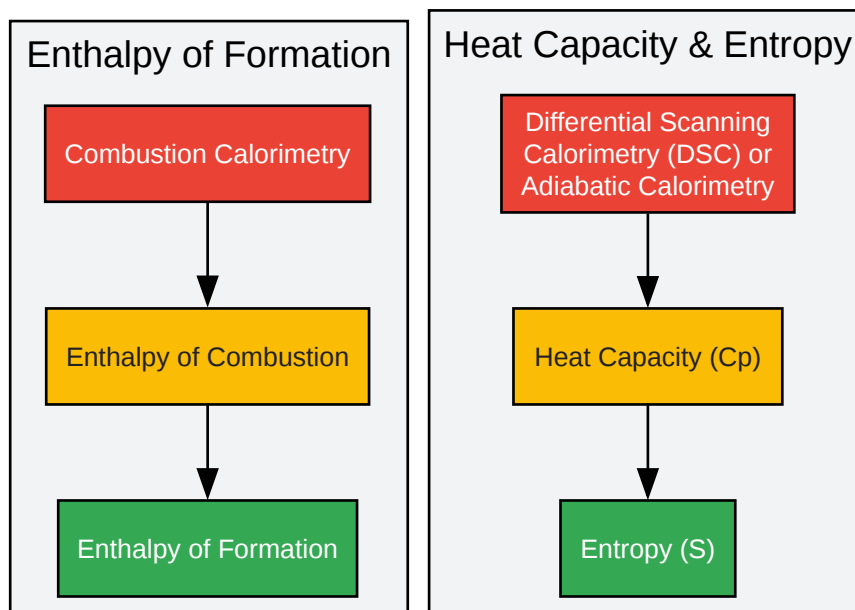 Enthalpy of Formation
Combustion Calorimetry
Enthalpy of Combustion
Enthalpy of Formation
Heat Capacity & Entropy
Differential Scanning
Calorimetry (DSC) or
Adiabatic Calorimetry
Heat Capacity (Cp)
Entropy (S)